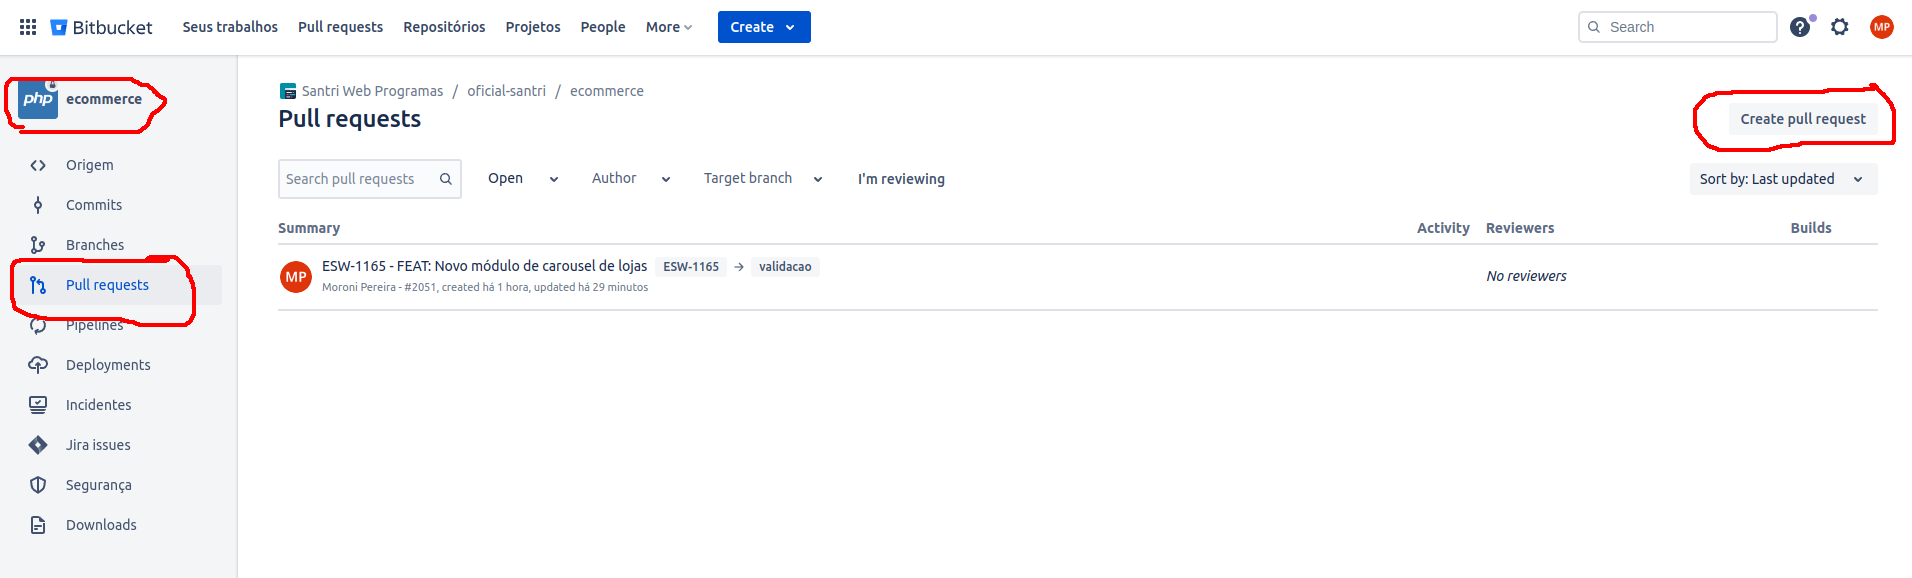 Bitbucket Seus trabalhos Pull requests Repositórios Projetos People More Create Search ? MP
php ecommerce
Origem
Commits
Branches
Pull requests
Pipelines
Deployments
Incidentes
Jira issues
Segurança
Downloads
Santri Web Programas / oficial-santri / ecommerce
Pull requests
Create pull request
Search pull requests Open Author Target branch I'm reviewing
Sort by: Last updated
Summary Activity Reviewers Builds
MP ESW-1165 - FEAT: Novo módulo de carousel de lojas ESW-1165 → validacao
Moroni Pereira - #2051, created há 1 hora, updated há 29 minutos
No reviewers